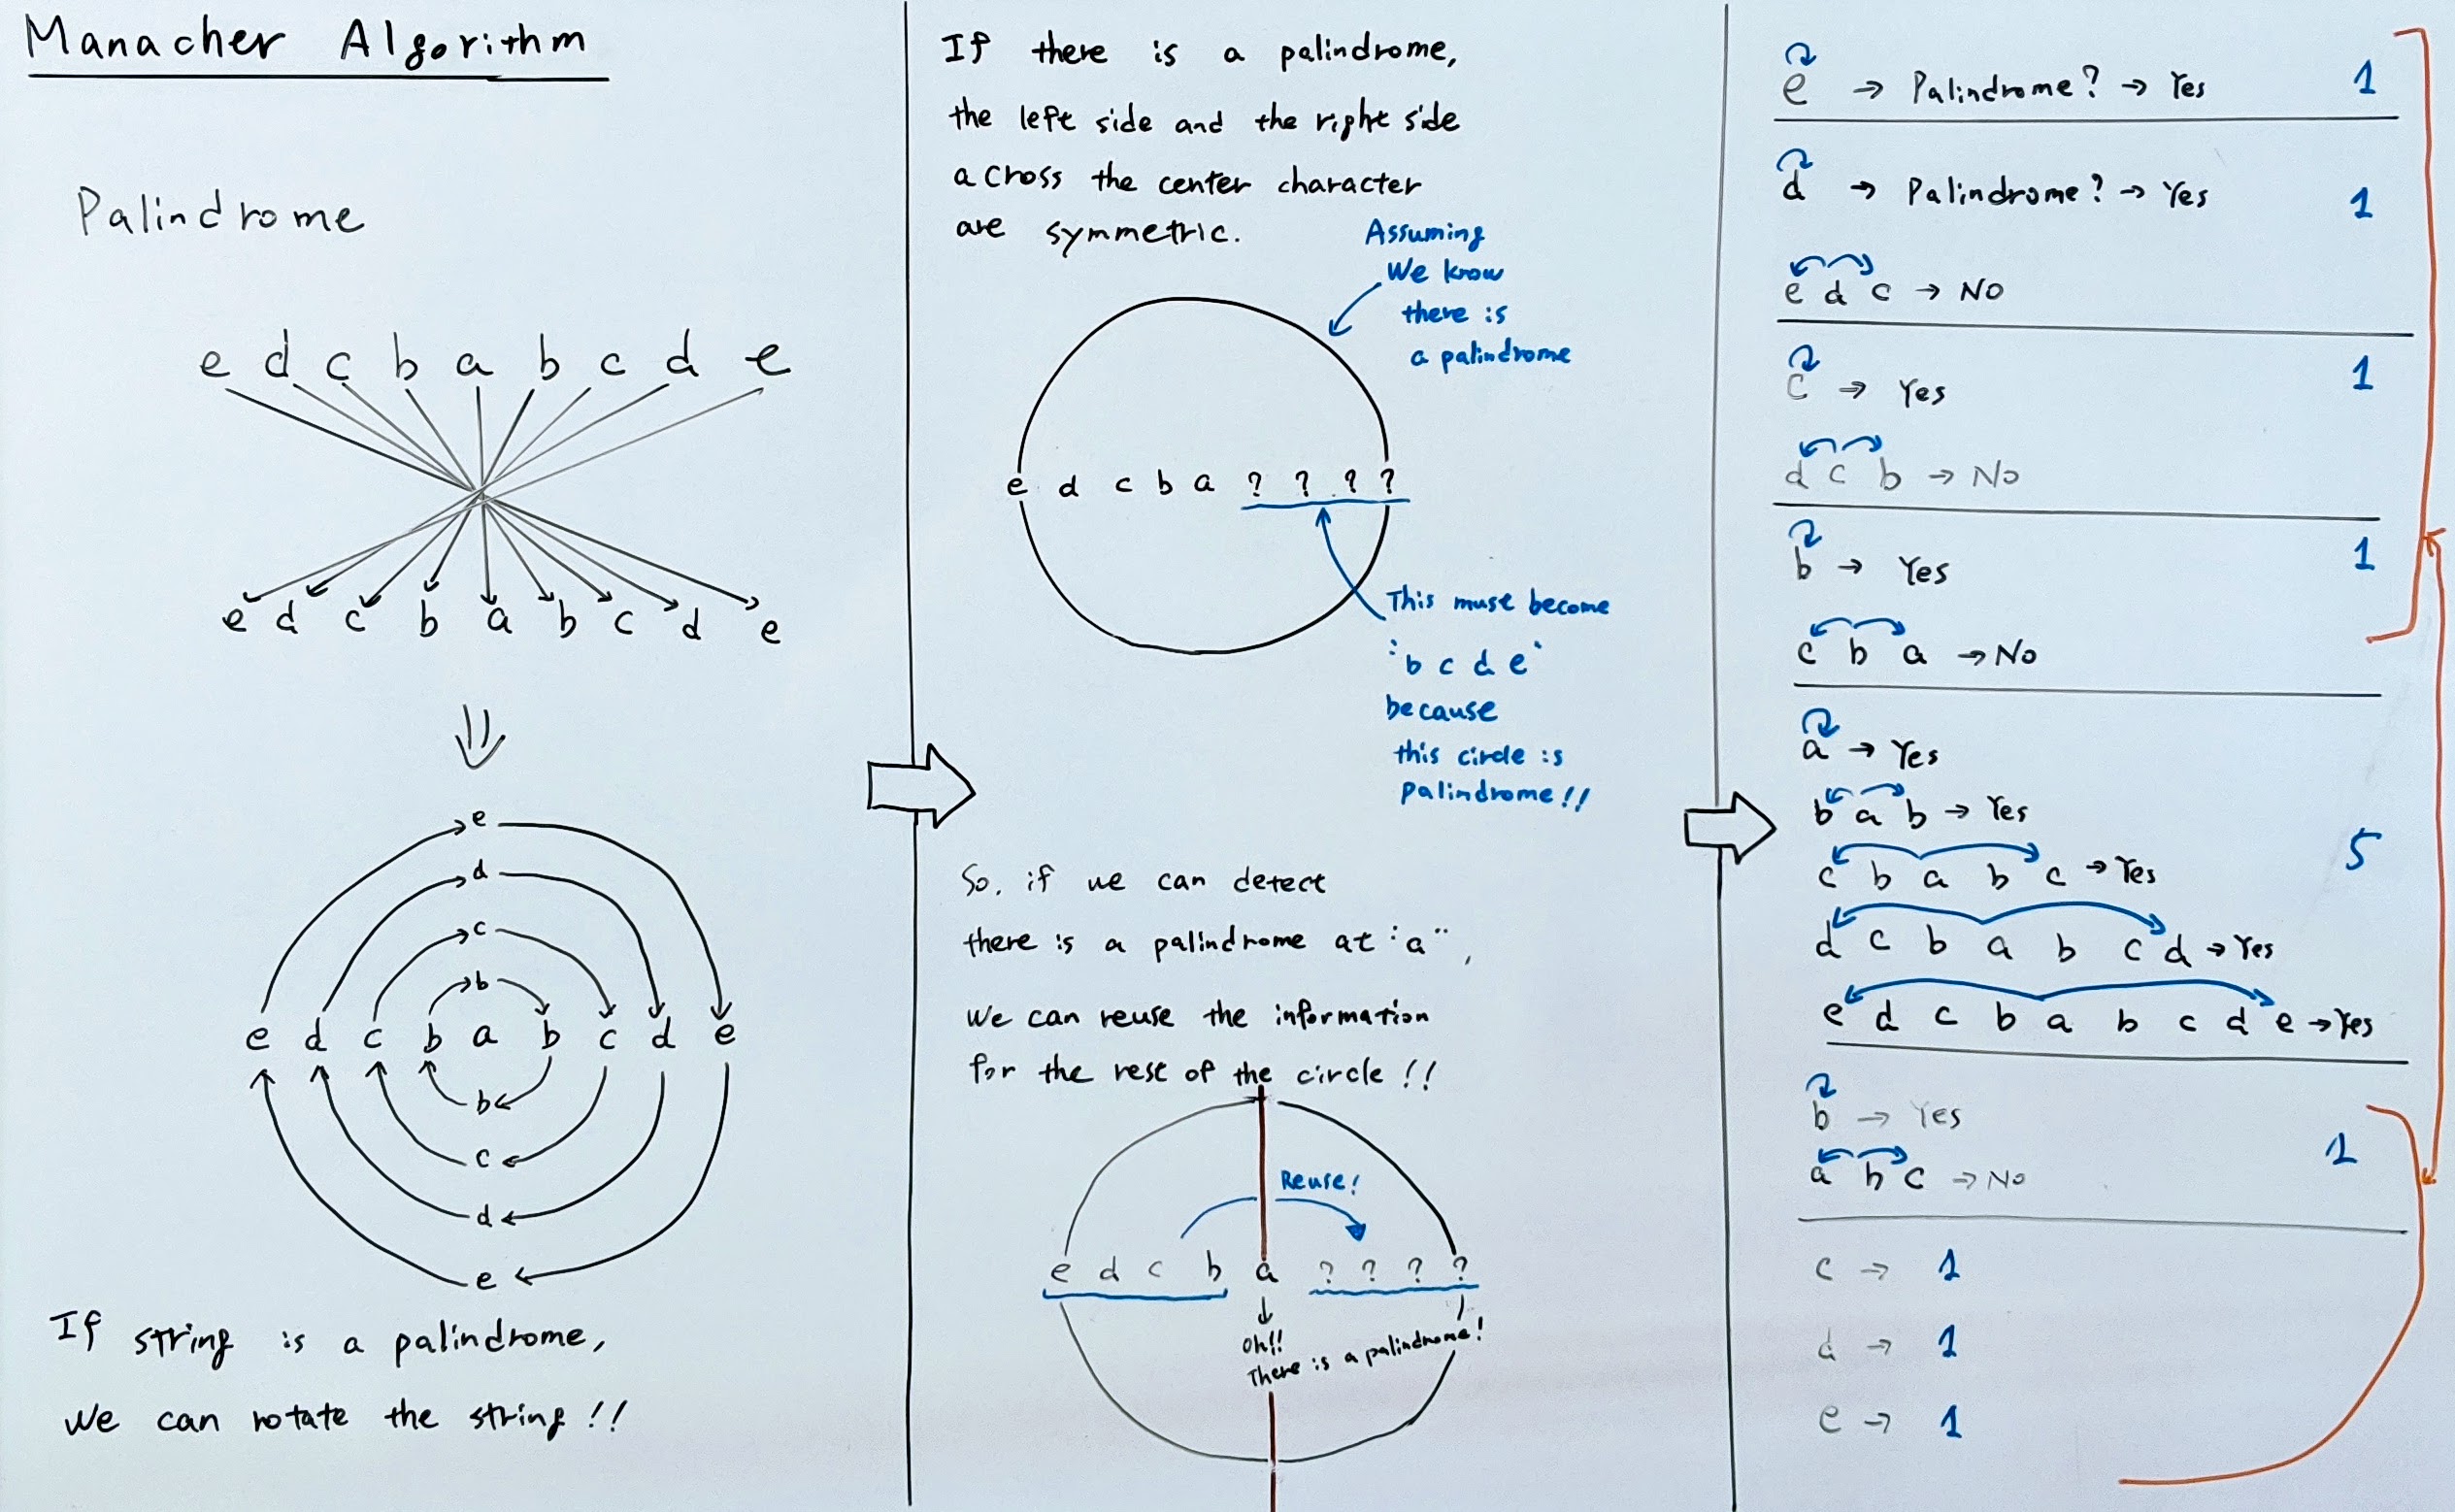 Manacher Algorithm
Palindrome
e d c b a b c d e
e d c b a b c d e
e
d
c
b
e d c b a b c d e
b
c
d
e
If string is a palindrome,
we can rotate the string!!
If there is a palindrome,
the left side and the right side
across the center character
are symmetric.
Assuming
We know
there is
a palindrome
e d c b a ? ? ? ?
This must become
"b c d e"
because
this circle is
palindrome!!
So, if we can detect
there is a palindrome at "a",
we can reuse the information
for the rest of the circle!!
Reuse!
e d c b a ? ? ? ?
Oh!!
There is a palindrome!
e → Palindrome? → Yes 1
d → Palindrome? → Yes 1
e d c → No
c → Yes 1
d c b → No
b → Yes 1
c b a → No
a → Yes
b a b → Yes
c b a b c → Yes 5
d c b a b c d → Yes
e d c b a b c d e → Yes
b → Yes
a b c → No 1
c → 1
d → 1
e → 1